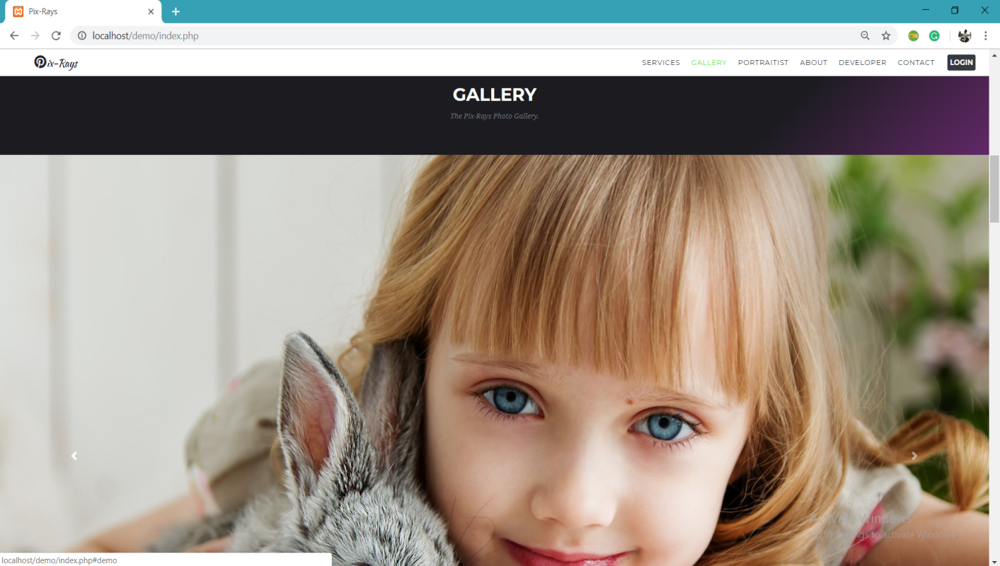 Pix-Rays
localhost/demo/index.php
Pix-Rays
SERVICES GALLERY PORTRAITIST ABOUT DEVELOPER CONTACT LOGIN
GALLERY
The Pix-Rays Photo Gallery.
Activate Windows
Go to Settings to activate Windows.
localhost/demo/index.php#demo